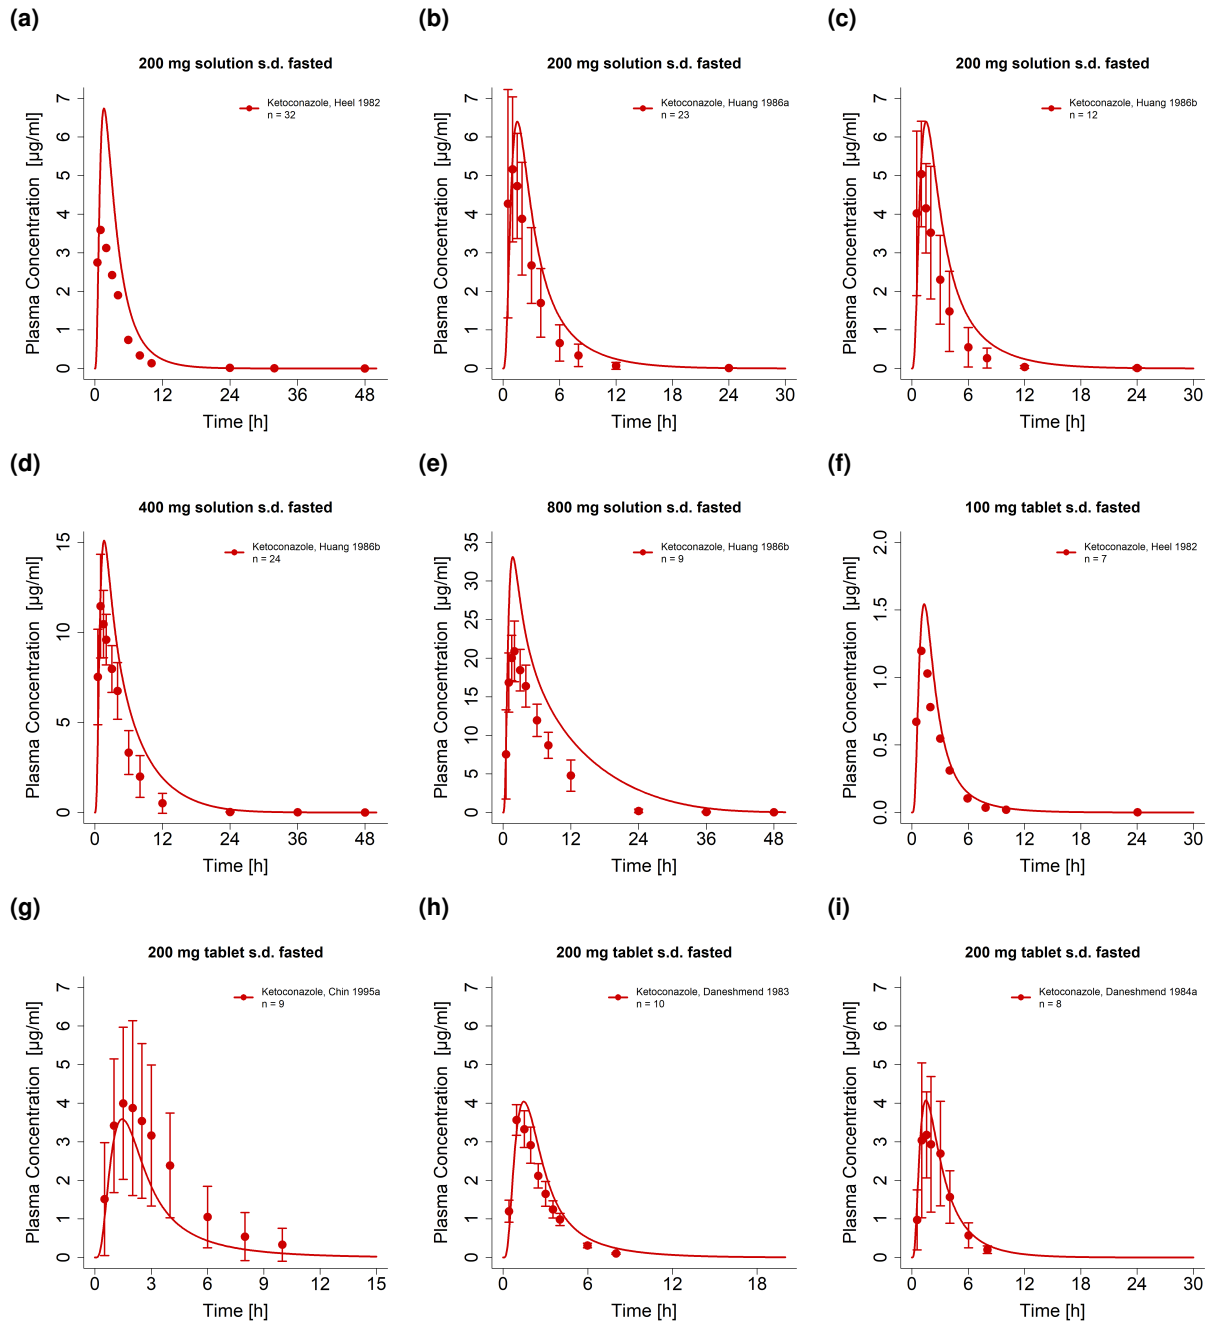 (a)
200 mg solution s.d. fasted
Ketoconazole, Heel 1982
n = 32
Plasma Concentration [µg/ml]
0 1 2 3 4 5 6 7
0 12 24 36 48
Time [h]
(b)
200 mg solution s.d. fasted
Ketoconazole, Huang 1986a
n = 23
Plasma Concentration [µg/ml]
0 1 2 3 4 5 6 7
0 6 12 18 24 30
Time [h]
(c)
200 mg solution s.d. fasted
Ketoconazole, Huang 1986b
n = 12
Plasma Concentration [µg/ml]
0 1 2 3 4 5 6 7
0 6 12 18 24 30
Time [h]
(d)
400 mg solution s.d. fasted
Ketoconazole, Huang 1986b
n = 24
Plasma Concentration [µg/ml]
0 5 10 15
0 12 24 36 48
Time [h]
(e)
800 mg solution s.d. fasted
Ketoconazole, Huang 1986b
n = 9
Plasma Concentration [µg/ml]
0 5 10 15 20 25 30 35
0 12 24 36 48
Time [h]
(f)
100 mg tablet s.d. fasted
Ketoconazole, Heel 1982
n = 7
Plasma Concentration [µg/ml]
0.0 0.5 1.0 1.5 2.0
0 6 12 18 24 30
Time [h]
(g)
200 mg tablet s.d. fasted
Ketoconazole, Chin 1995a
n = 9
Plasma Concentration [µg/ml]
0 1 2 3 4 5 6 7
0 3 6 9 12 15
Time [h]
(h)
200 mg tablet s.d. fasted
Ketoconazole, Daneshmend 1983
n = 10
Plasma Concentration [µg/ml]
0 1 2 3 4 5 6 7
0 6 12 18
Time [h]
(i)
200 mg tablet s.d. fasted
Ketoconazole, Daneshmend 1984a
n = 8
Plasma Concentration [µg/ml]
0 1 2 3 4 5 6 7
0 6 12 18 24 30
Time [h]